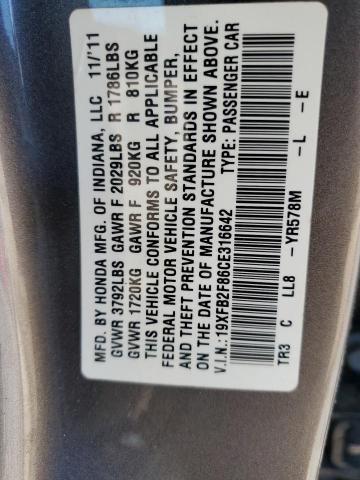 MFD. BY HONDA MFG. OF INDIANA, LLC 11/'11
GVWR 3792LBS GAWR F 2029LBS R 1786LBS
GVWR 1720KG GAWR F 920KG R 810KG
THIS VEHICLE CONFORMS TO ALL APPLICABLE
FEDERAL MOTOR VEHICLE SAFETY, BUMPER,
AND THEFT PREVENTION STANDARDS IN EFFECT
ON THE DATE OF MANUFACTURE SHOWN ABOVE.
V.I.N.:19XFB2F86CE316642 TYPE: PASSENGER CAR
TR3 C LL8 -YR578M -L -E